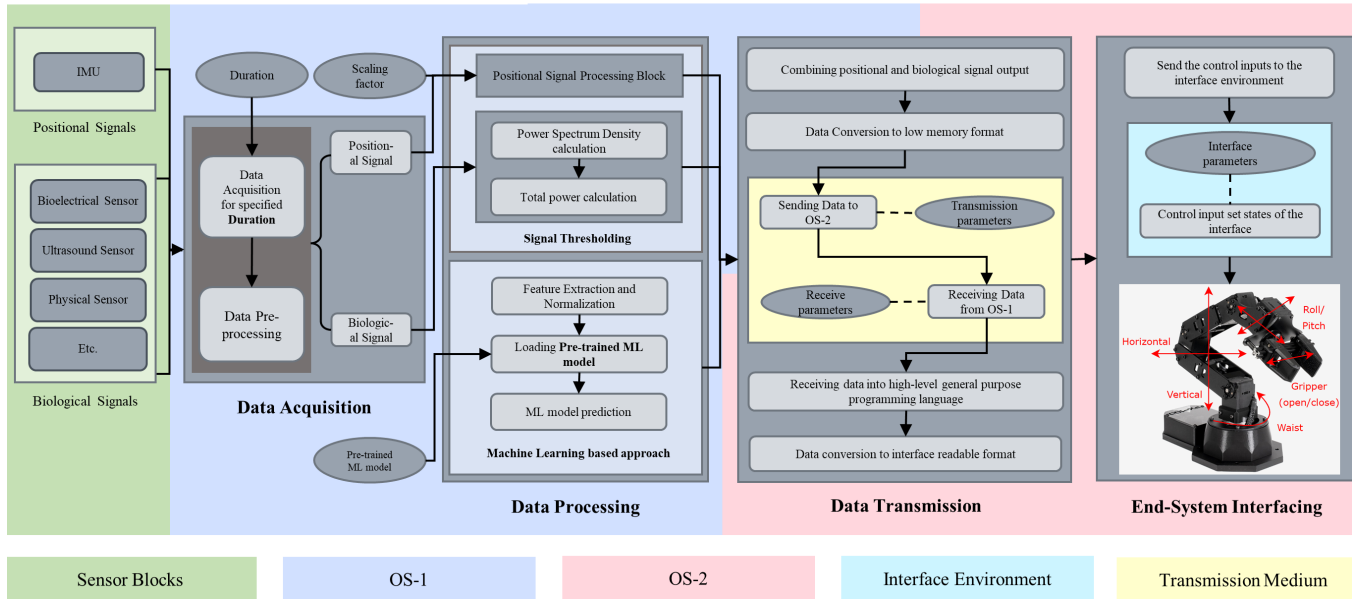 IMU
Positional Signals
Bioelectrical Sensor
Ultrasound Sensor
Physical Sensor
Etc.
Biological Signals
Duration
Data
Acquisition
for specified
Duration
Data Pre-
processing
Position-
al Signal
Biologic-
al Signal
Data Acquisition
Scaling
factor
Pre-trained
ML model
Positional Signal Processing Block
Power Spectrum Density
calculation
Total power calculation
Signal Thresholding
Feature Extraction and
Normalization
Loading Pre-trained ML
model
ML model prediction
Machine Learning based approach
Data Processing
Combining positional and biological signal output
Data Conversion to low memory format
Sending Data to
OS-2
Transmission
parameters
Receive
parameters
Receiving Data
from OS-1
Receiving data into high-level general purpose
programming language
Data conversion to interface readable format
Data Transmission
Send the control inputs to the
interface environment
Interface
parameters
Control input set states of the
interface
Roll/
Pitch
Horizontal
Vertical
Gripper
(open/close)
Waist
End-System Interfacing
Sensor Blocks
OS-1
OS-2
Interface Environment
Transmission Medium